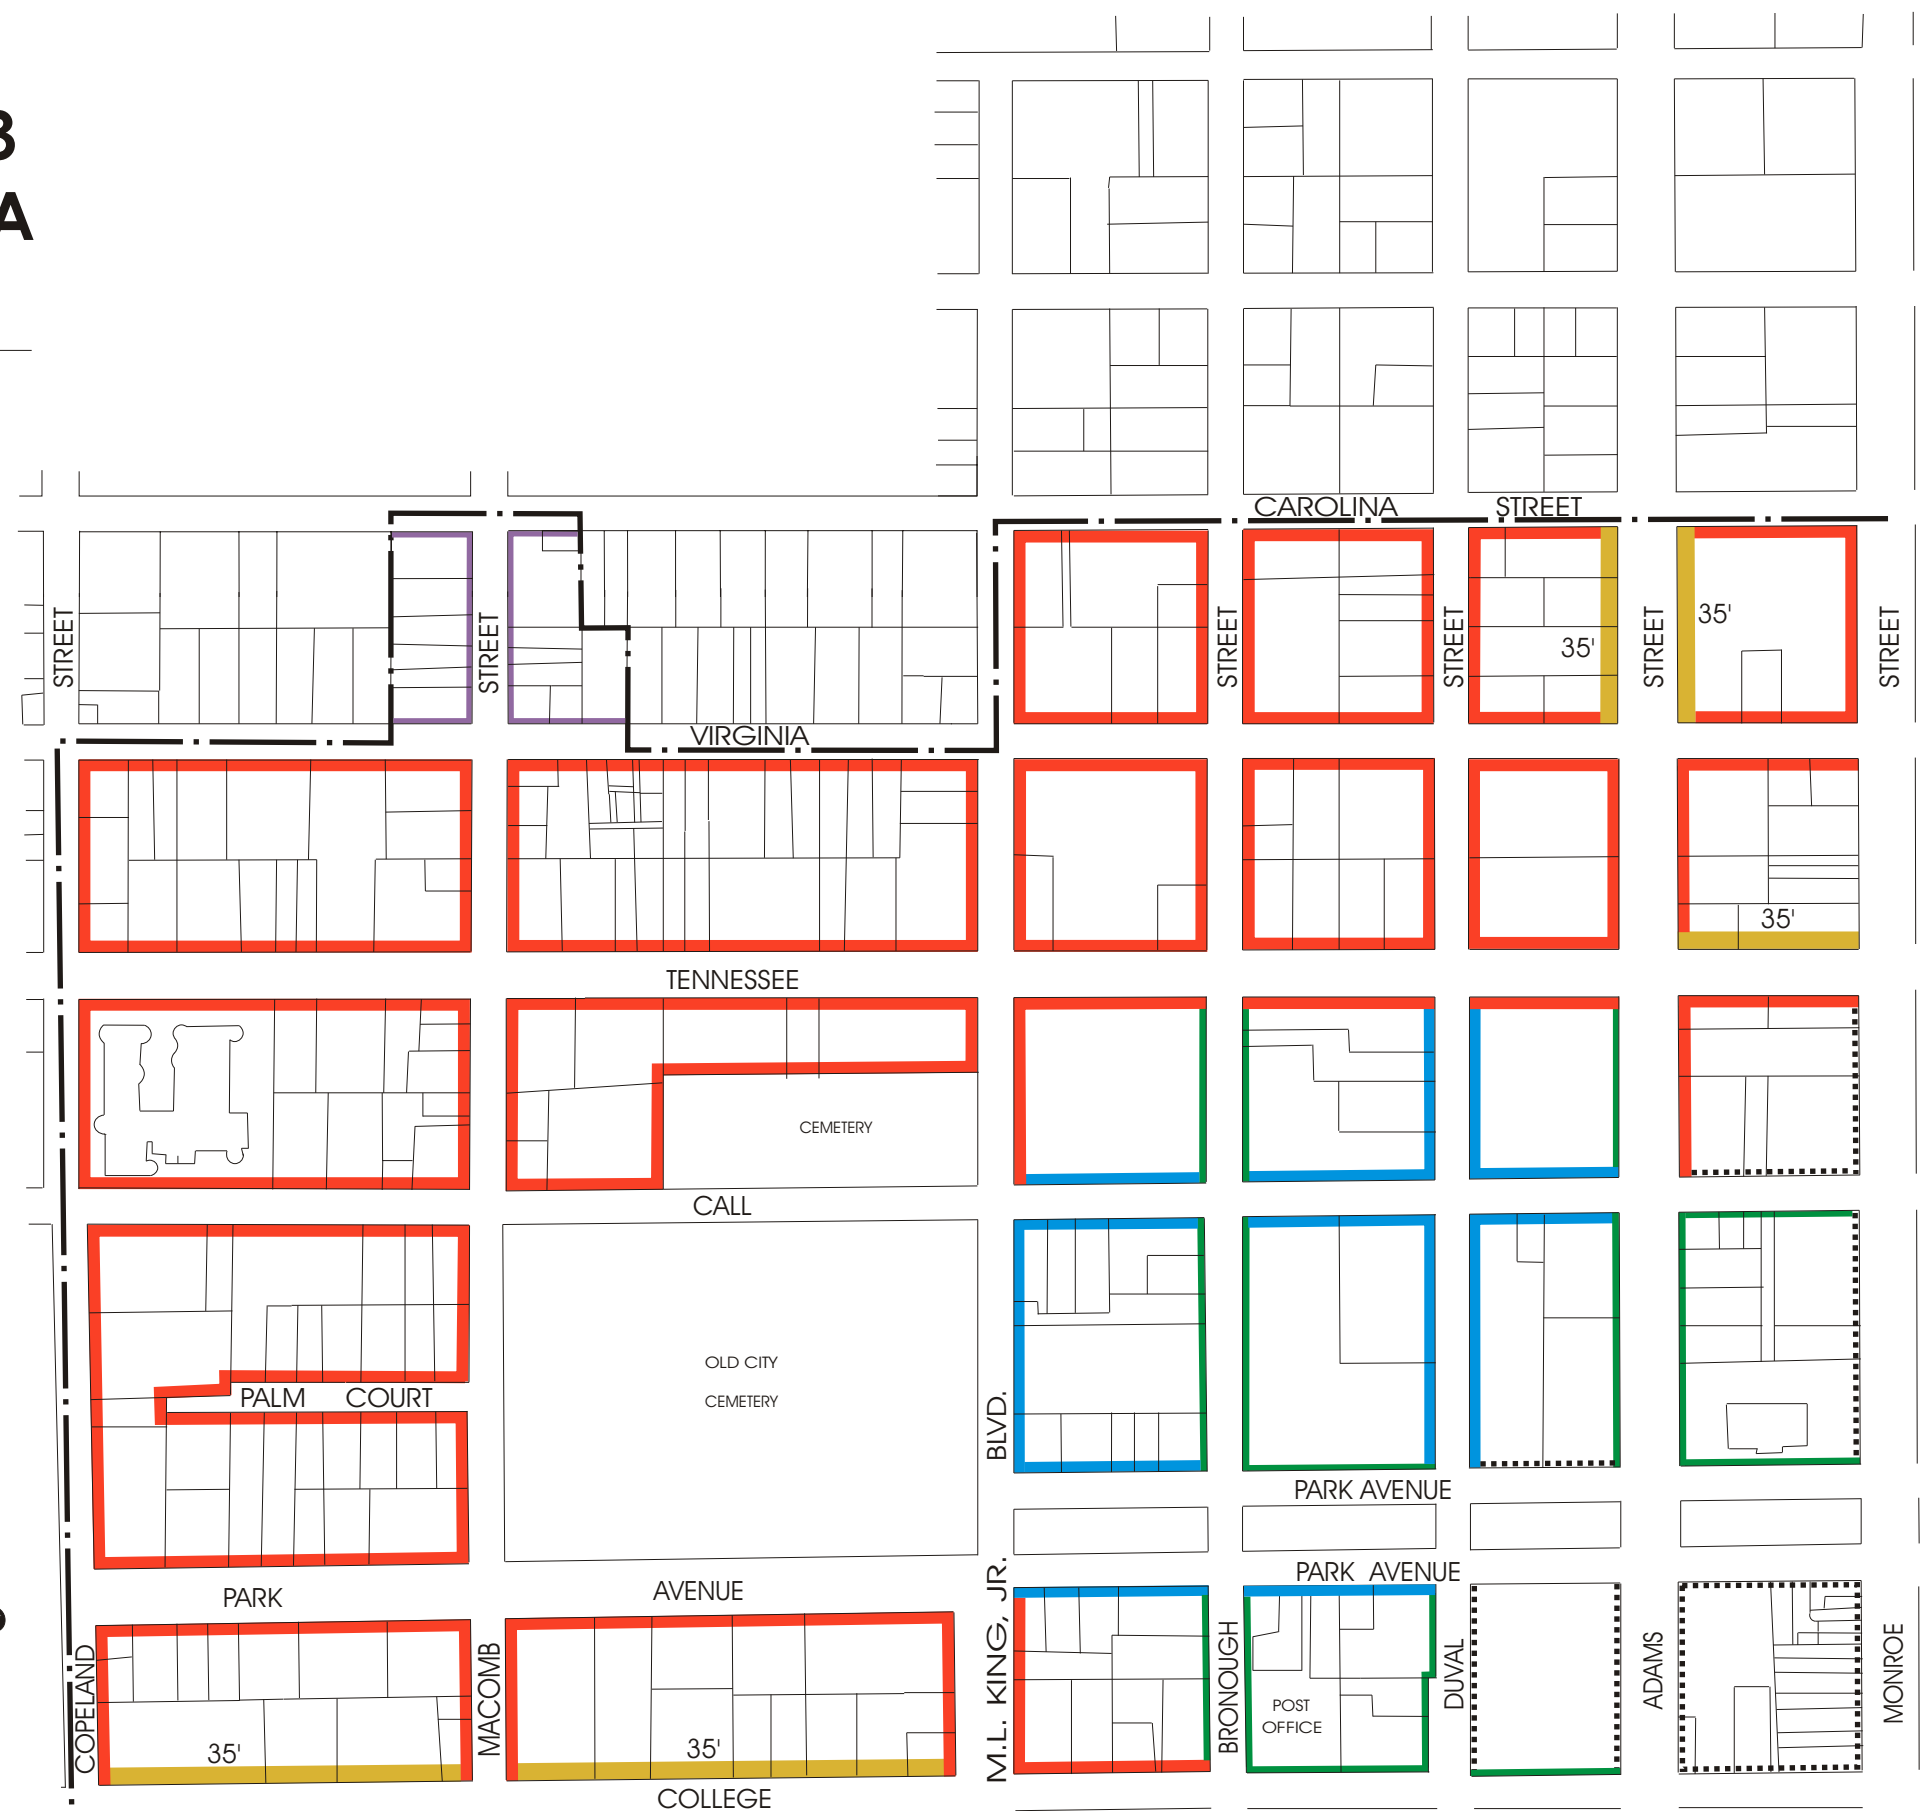 B
A
CAROLINA STREET
35'
35'
STREET
STREET
STREET
STREET
STREET
STREET
VIRGINIA
35'
TENNESSEE
CEMETERY
CALL
OLD CITY
CEMETERY
PALM COURT
BLVD.
PARK AVENUE
PARK AVENUE
PARK AVENUE
M.L. KING, JR.
COPELAND
MACOMB
BRONOUGH
DUVAL
ADAMS
MONROE
POST
OFFICE
35'
35'
COLLEGE